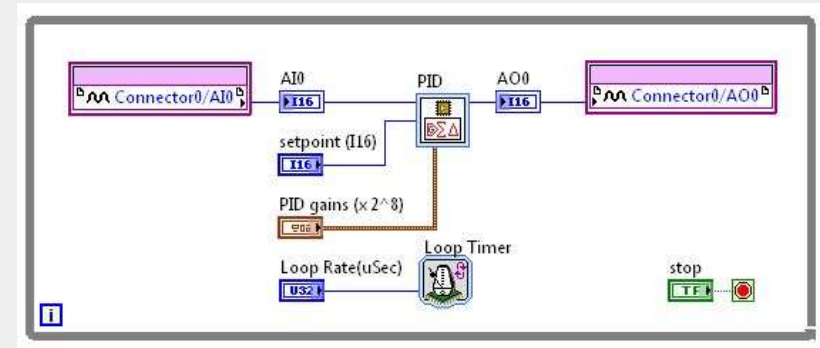 AI0
PID
AO0
Connector0/AI0
I16
I16
Connector0/AO0
setpoint (I16)
I16
PID gains (x 2^8)
Loop Timer
Loop Rate(uSec)
U32
stop
TF
i